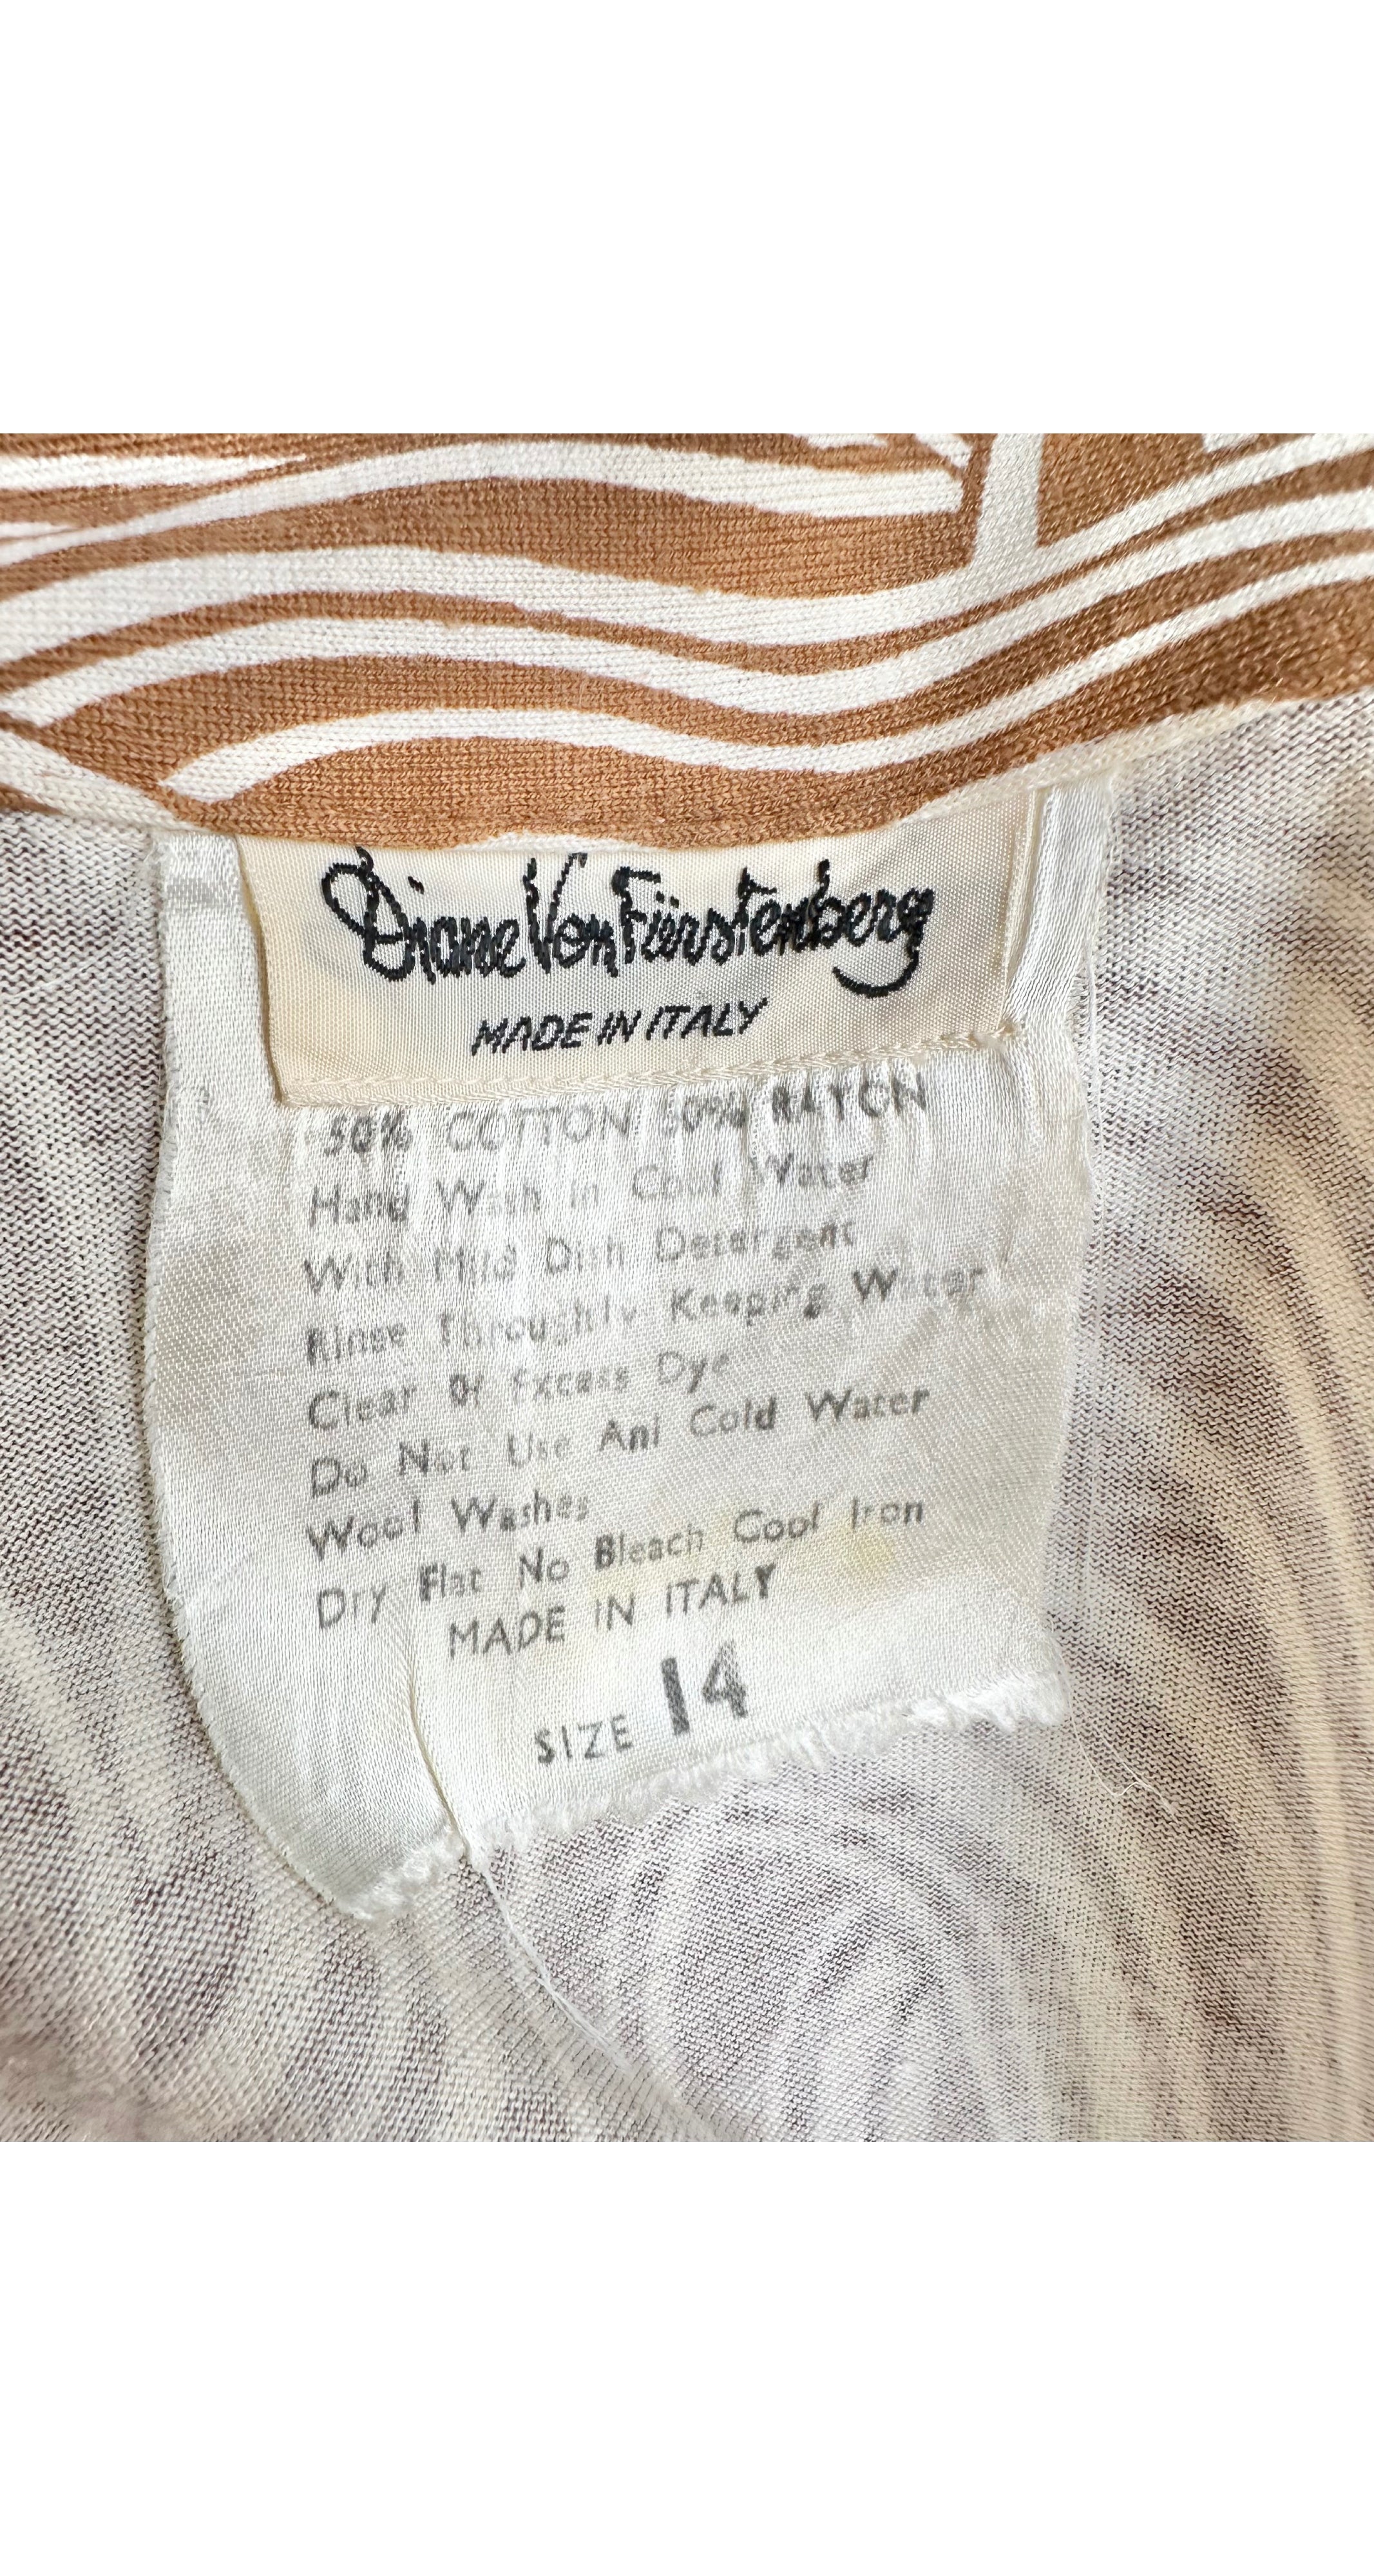 Diane Von Fürstenberg
MADE IN ITALY
50% COTTON 50% RAYON
Hand Wash in Cool Water
With Mild Dish Detergent
Rinse Throughly Keeping Water
Clear Of Excess Dye
Do Not Use Ani Cold Water
Wool Washes
Dry Flat No Bleach Cool Iron
MADE IN ITALY
SIZE 14